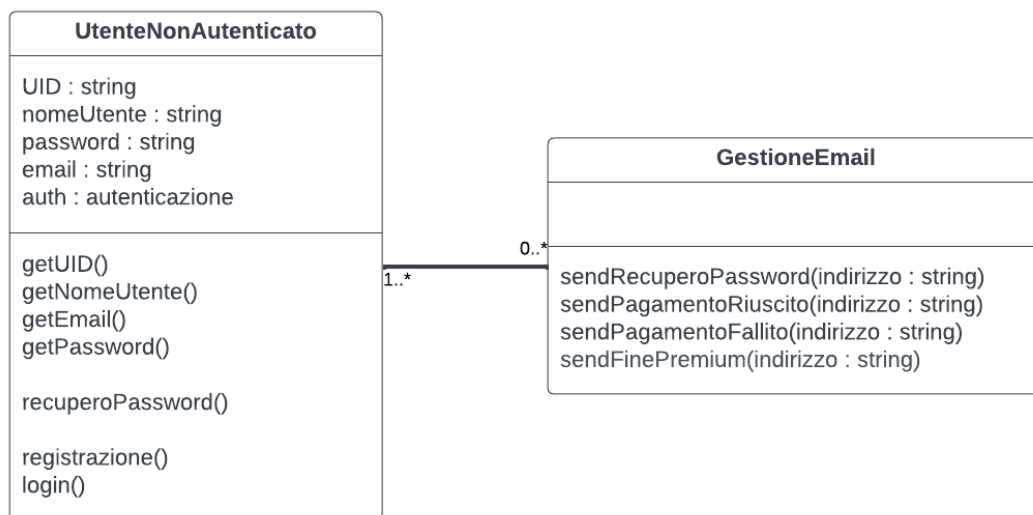 UtenteNonAutenticato
UID : string
nomeUtente : string
password : string
email : string
auth : autenticazione
getUID()
getNomeUtente()
getEmail()
getPassword()
recuperoPassword()
registrazione()
login()
1..*
0..*
GestioneEmail
sendRecuperoPassword(indirizzo : string)
sendPagamentoRiuscito(indirizzo : string)
sendPagamentoFallito(indirizzo : string)
sendFinePremium(indirizzo : string)